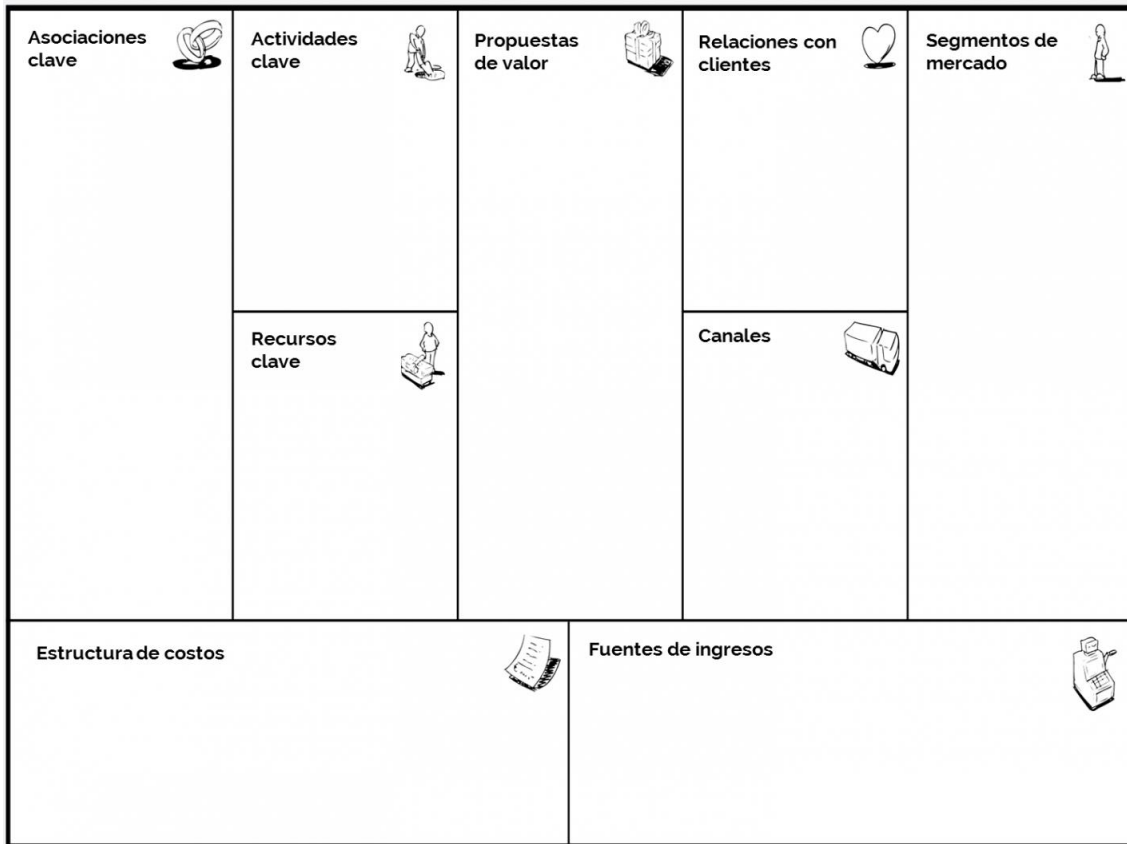 Asociaciones
clave
Actividades
clave
Propuestas
de valor
Relaciones con
clientes
Segmentos de
mercado
Recursos
clave
Canales
Estructura de costos
Fuentes de ingresos